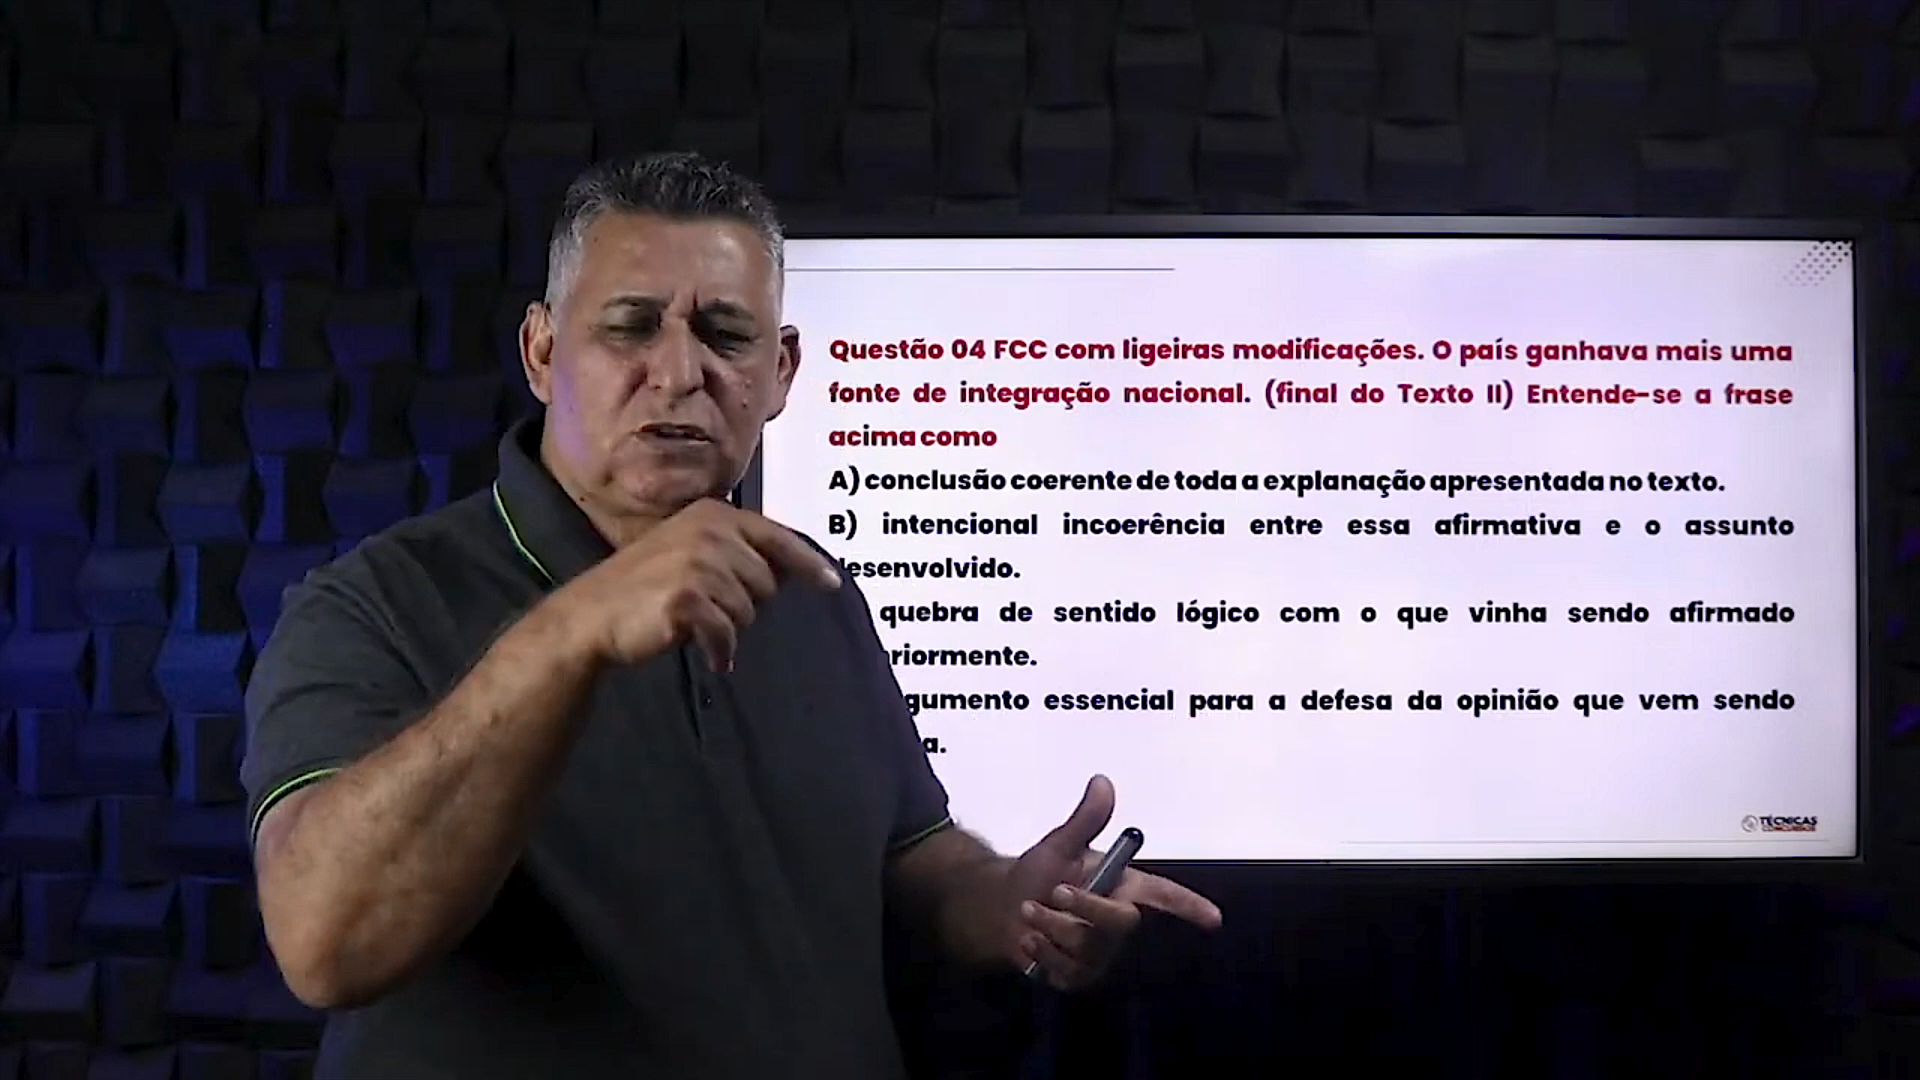 Questão 04 FCC com ligeiras modificações. O país ganhava mais uma
fonte de integração nacional. (final do Texto II) Entende-se a frase
acima como
A) conclusão coerente de toda a explanação apresentada no texto.
B) intencional incoerência entre essa afirmativa e o assunto
esenvolvido.
quebra de sentido lógico com o que vinha sendo afirmado
riormente.
gumento essencial para a defesa da opinião que vem sendo
a.
TÉCNICAS
CONCURSOS